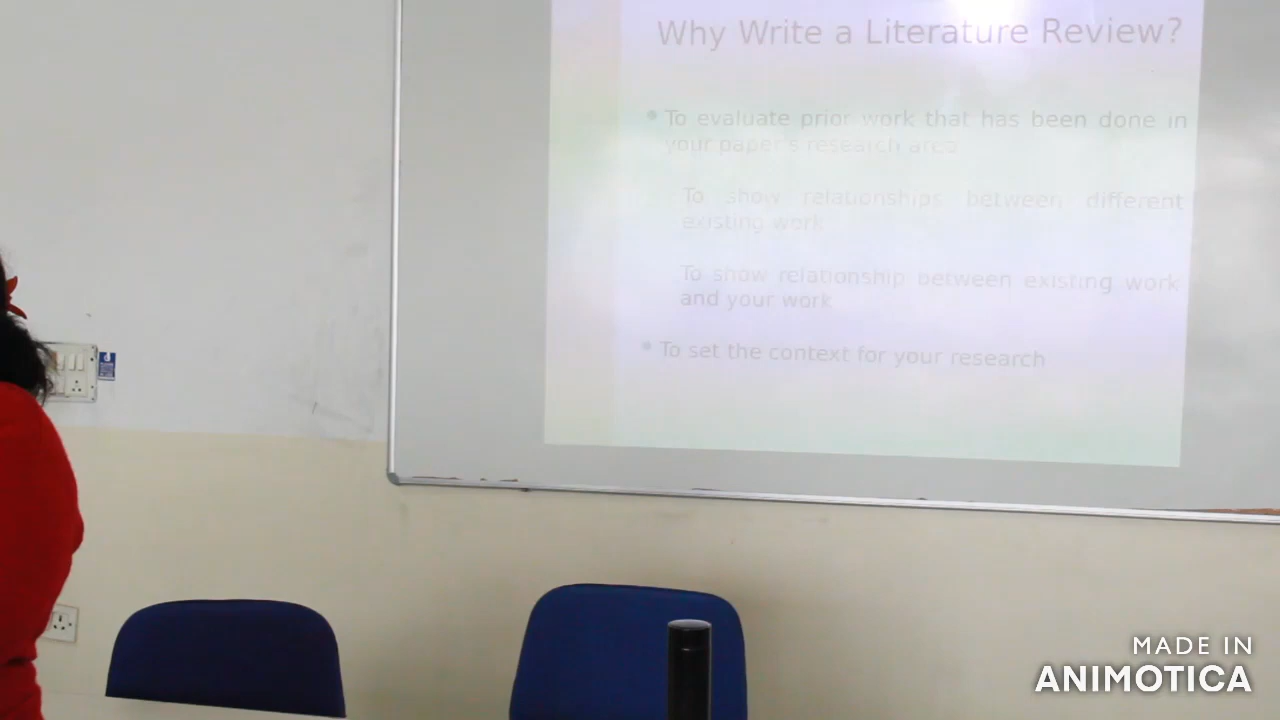 Why Write a Literature Review?
To evaluate prior work that has been done in
your paper's research area
To show relationships between different
existing work
To show relationship between existing work
and your work
To set the context for your research
MADE IN
ANIMOTICA